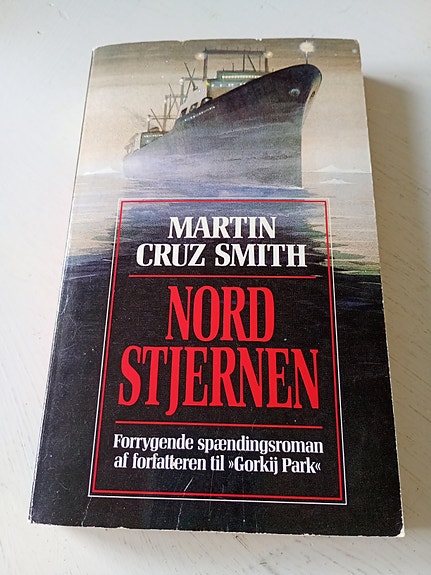 MARTIN
CRUZ SMITH
NORD
STJERNEN
Forrygende spændingsroman
af forfatteren til »Gorkij Park«